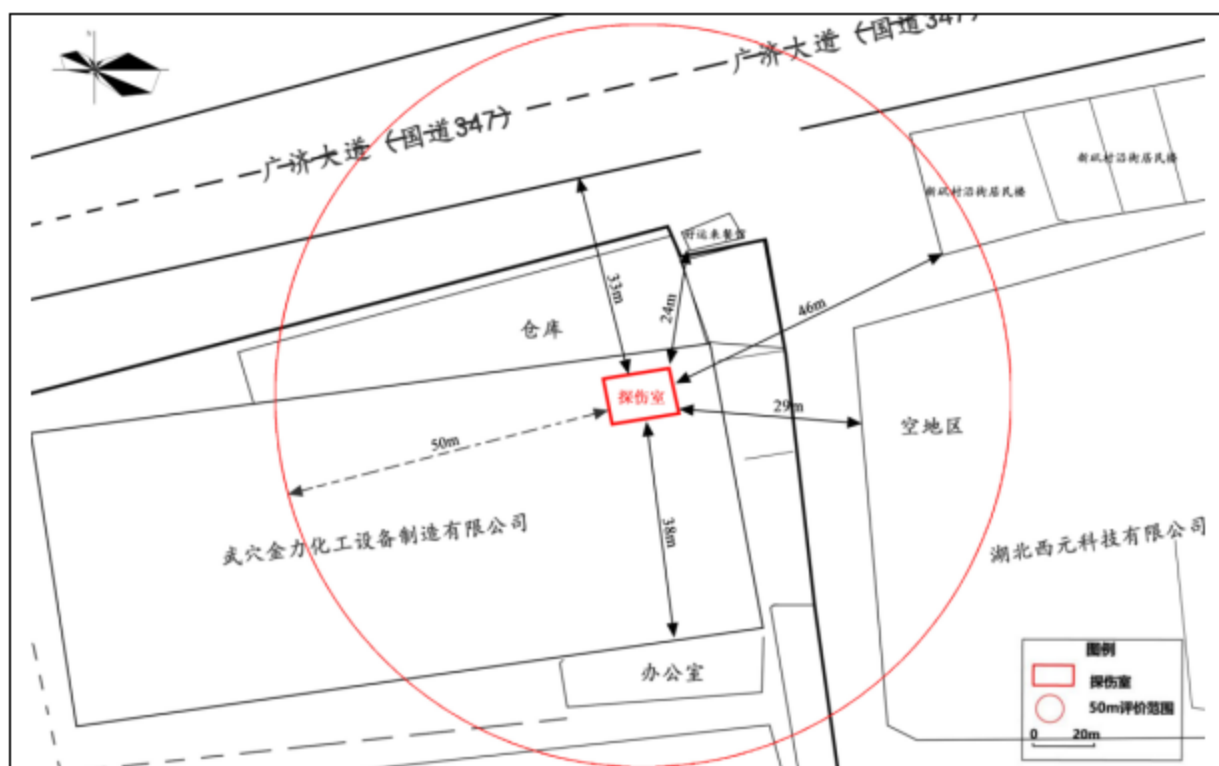 N
广济大道（国道347）
广济大道（国道347）
新矶村沿街居民楼
新矶村沿街居民楼
好运来餐馆
33m
24m
46m
仓库
探伤室
29m
空地区
50m
38m
武穴金力化工设备制造有限公司
湖北西元科技有限公司
办公室
图例
探伤室
50m评价范围
0 20m